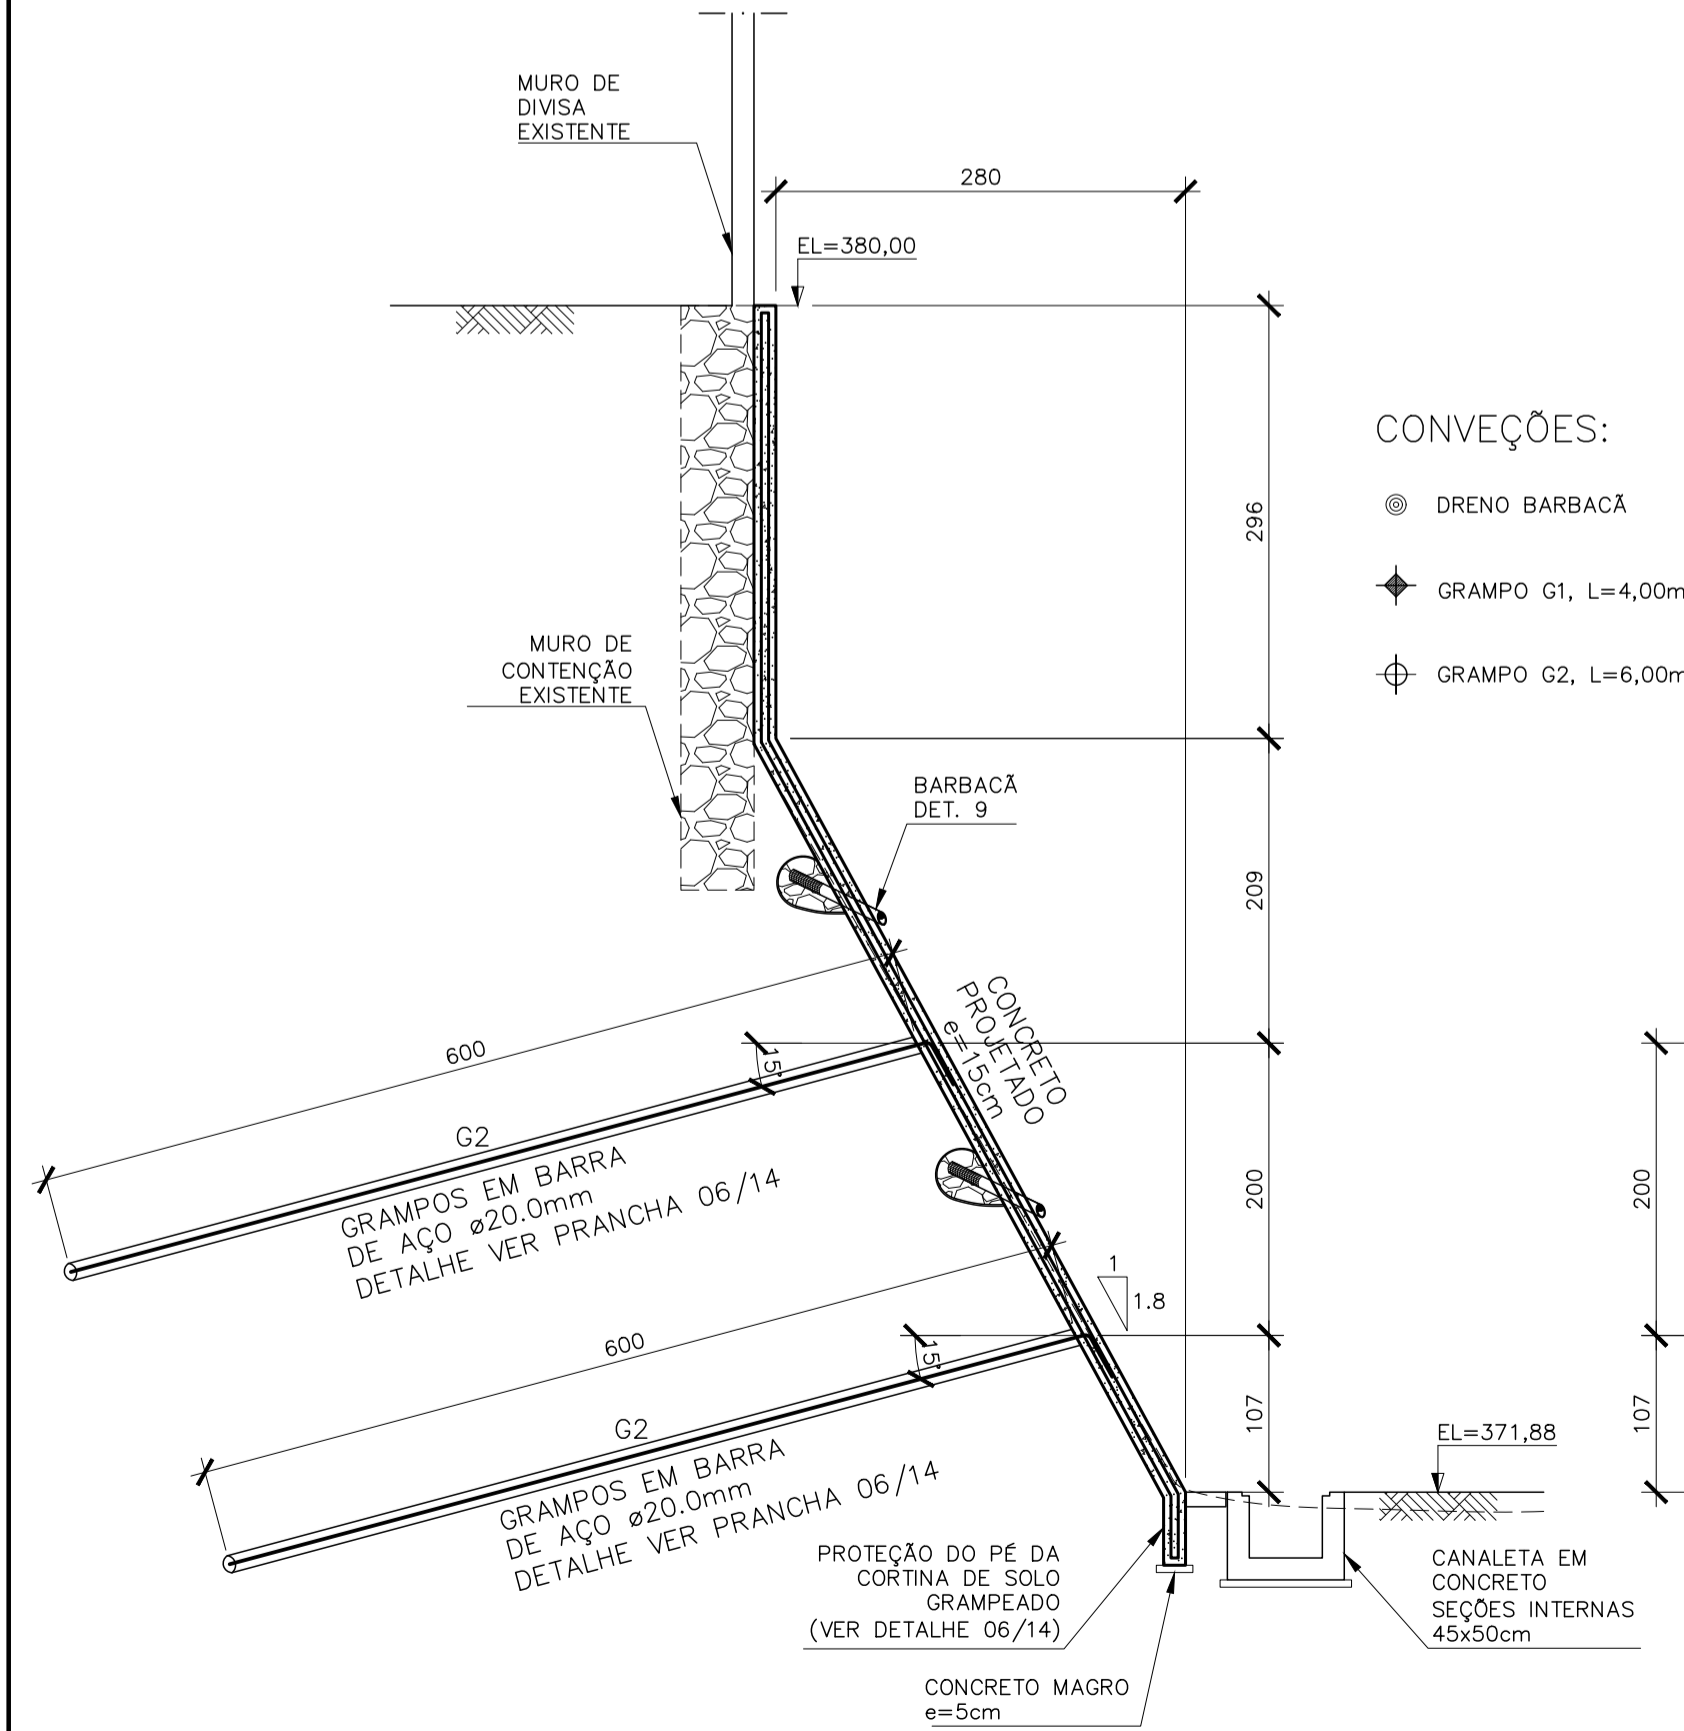 MURO DE
DIVISA
EXISTENTE
280
EL=380,00
CONVEÇÕES:
DRENO BARBACÃ
GRAMPO G1, L=4,00m
GRAMPO G2, L=6,00m
296
MURO DE
CONTENÇÃO
EXISTENTE
BARBACÃ
DET. 9
209
CONCRETO
PROJETADO
e=15cm
600
15°
G2
GRAMPOS EM BARRA
DE AÇO ø20.0mm
DETALHE VER PRANCHA 06/14
200
200
1
1.8
600
15°
G2
GRAMPOS EM BARRA
DE AÇO ø20.0mm
DETALHE VER PRANCHA 06/14
107
107
EL=371,88
PROTEÇÃO DO PÉ DA
CORTINA DE SOLO
GRAMPEADO
(VER DETALHE 06/14)
CANALETA EM
CONCRETO
SEÇÕES INTERNAS
45x50cm
CONCRETO MAGRO
e=5cm